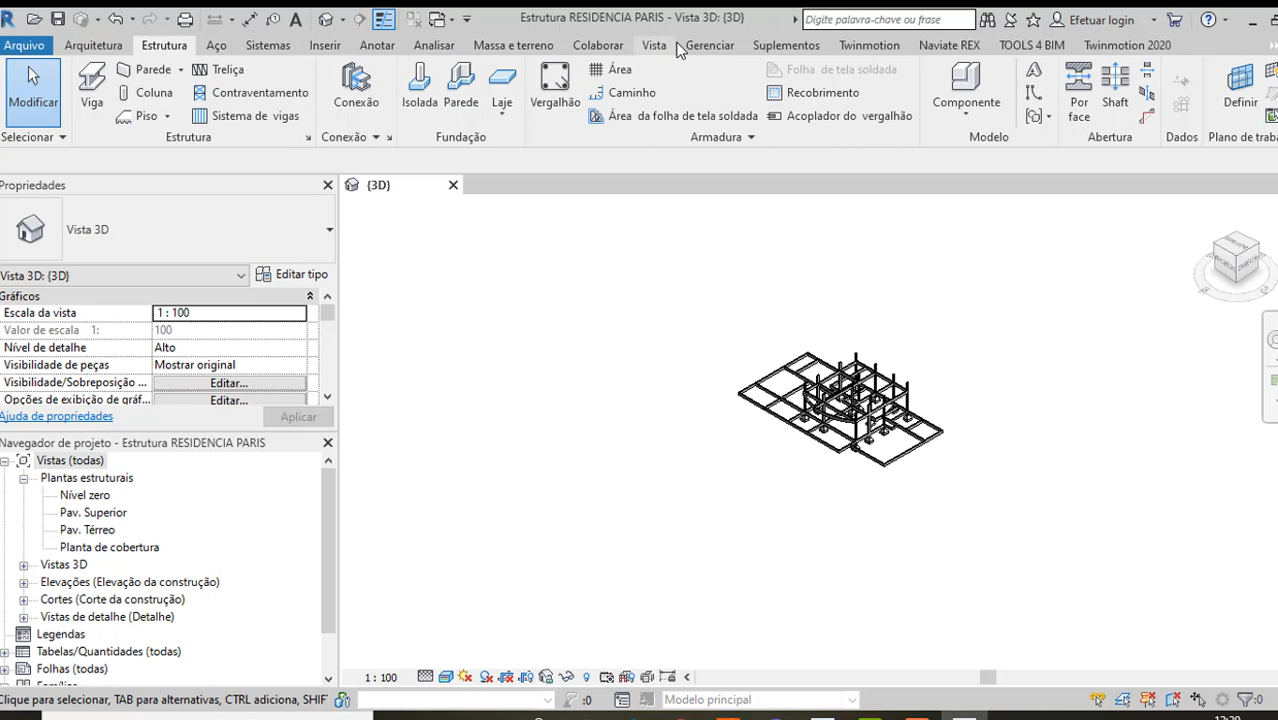 Estrutura RESIDENCIA PARIS - Vista 3D: {3D}
Digite palavra-chave ou frase
Efetuar login
Arquivo Arquitetura Estrutura Aço Sistemas Inserir Anotar Analisar Massa e terreno Colaborar Vista Gerenciar Suplementos Twinmotion Naviate REX TOOLS 4 BIM Twinmotion 2020
Modificar
Selecionar
Viga
Parede
Coluna
Piso
Treliça
Contraventamento
Sistema de vigas
Estrutura
Conexão
Conexão
Isolada
Parede
Laje
Fundação
Vergalhão
Área
Caminho
Área da folha de tela soldada
Folha de tela soldada
Recobrimento
Acoplador do vergalhão
Armadura
Componente
Modelo
Por face
Shaft
Abertura
Dados
Definir
Plano de traba
Propriedades
{3D}
Vista 3D
Vista 3D: {3D}
Editar tipo
Gráficos
Escala da vista 1 : 100
Valor de escala 1: 100
Nível de detalhe Alto
Visibilidade de peças Mostrar original
Visibilidade/Sobreposição ... Editar...
Opções de exibição de gráf... Editar...
Ajuda de propriedades
Aplicar
Navegador de projeto - Estrutura RESIDENCIA PARIS
Vistas (todas)
Plantas estruturais
Nível zero
Pav. Superior
Pav. Térreo
Planta de cobertura
Vistas 3D
Elevações (Elevação da construção)
Cortes (Corte da construção)
Vistas de detalhe (Detalhe)
Legendas
Tabelas/Quantidades (todas)
Folhas (todas)
1 : 100
Clique para selecionar, TAB para alternativas, CTRL adiciona, SHIF
:0
Modelo principal
:0